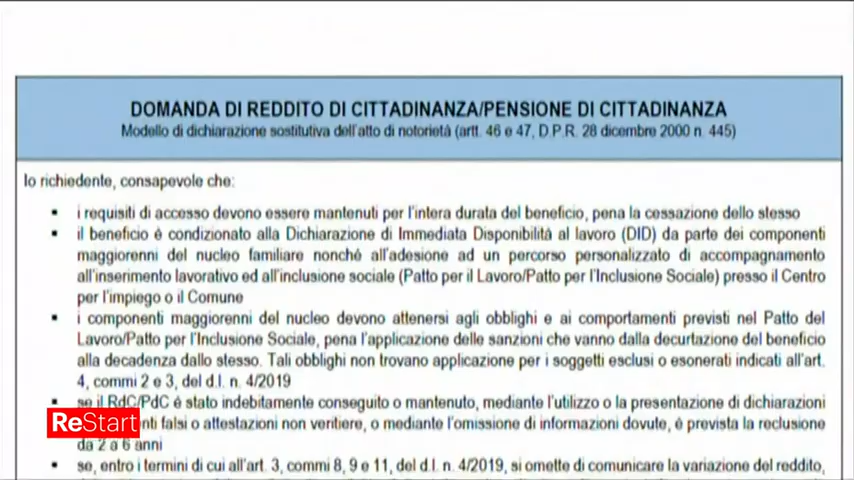 DOMANDA DI REDDITO DI CITTADINANZA/PENSIONE DI CITTADINANZA
Modello di dichiarazione sostitutiva dell'atto di notorietà (artt. 46 e 47, D.P.R. 28 dicembre 2000 n. 445)
Io richiedente, consapevole che:
▪ i requisiti di accesso devono essere mantenuti per l'intera durata del beneficio, pena la cessazione dello stesso
▪ il beneficio è condizionato alla Dichiarazione di Immediata Disponibilità al lavoro (DID) da parte dei componenti
maggiorenni del nucleo familiare nonché all'adesione ad un percorso personalizzato di accompagnamento
all'inserimento lavorativo ed all'inclusione sociale (Patto per il Lavoro/Patto per l'Inclusione Sociale) presso il Centro
per l'impiego o il Comune
▪ i componenti maggiorenni del nucleo devono attenersi agli obblighi e ai comportamenti previsti nel Patto del
Lavoro/Patto per l'Inclusione Sociale, pena l'applicazione delle sanzioni che vanno dalla decurtazione del beneficio
alla decadenza dallo stesso. Tali obblighi non trovano applicazione per i soggetti esclusi o esonerati indicati all'art.
4, commi 2 e 3, del d.l. n. 4/2019
▪ se il RdC/PdC è stato indebitamente conseguito o mantenuto, mediante l'utilizzo o la presentazione di dichiarazioni
ReStart nti falsi o attestazioni non veritiere, o mediante l'omissione di informazioni dovute, è prevista la reclusione
da 2 a 6 anni
▪ se, entro i termini di cui all'art. 3, commi 8, 9 e 11, del d.l. n. 4/2019, si omette di comunicare la variazione del reddito,